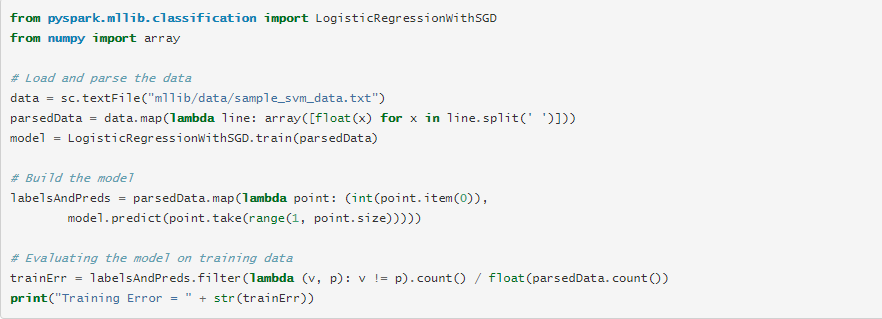 from pyspark.mllib.classification import LogisticRegressionWithSGD
from numpy import array

# Load and parse the data
data = sc.textFile("mllib/data/sample_svm_data.txt")
parsedData = data.map(lambda line: array([float(x) for x in line.split(' ')]))
model = LogisticRegressionWithSGD.train(parsedData)

# Build the model
labelsAndPreds = parsedData.map(lambda point: (int(point.item(0)),
        model.predict(point.take(range(1, point.size)))))

# Evaluating the model on training data
trainErr = labelsAndPreds.filter(lambda (v, p): v != p).count() / float(parsedData.count())
print("Training Error = " + str(trainErr))